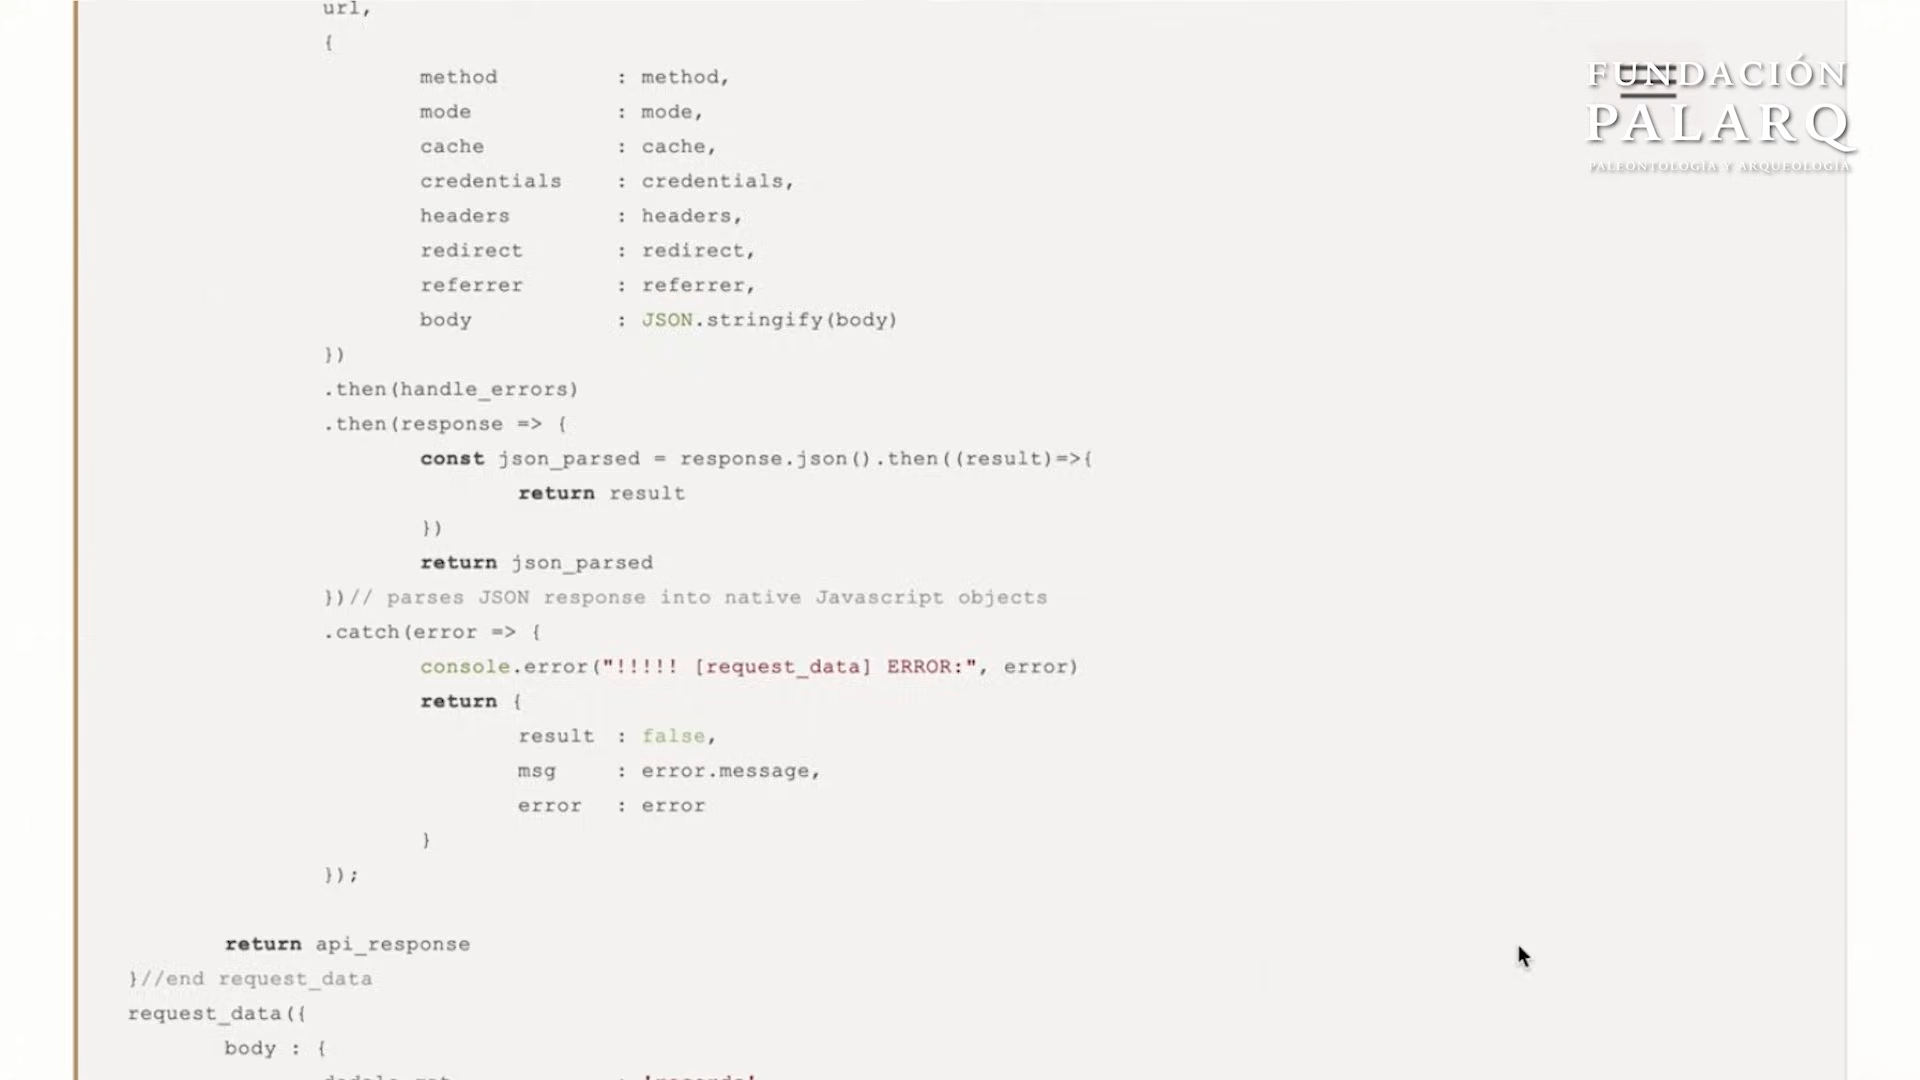 url,
{
method : method,
mode : mode,
cache : cache,
credentials : credentials,
headers : headers,
redirect : redirect,
referrer : referrer,
body : JSON.stringify(body)
})
.then(handle_errors)
.then(response => {
const json_parsed = response.json().then((result)=>{
return result
})
return json_parsed
})// parses JSON response into native Javascript objects
.catch(error => {
console.error("!!!!! [request_data] ERROR:", error)
return {
result : false,
msg : error.message,
error : error
}
});
return api_response
}//end request_data
request_data({
body : {
FUNDACIÓN
PALARQ
PALEONTOLOGÍA Y ARQUEOLOGÍA